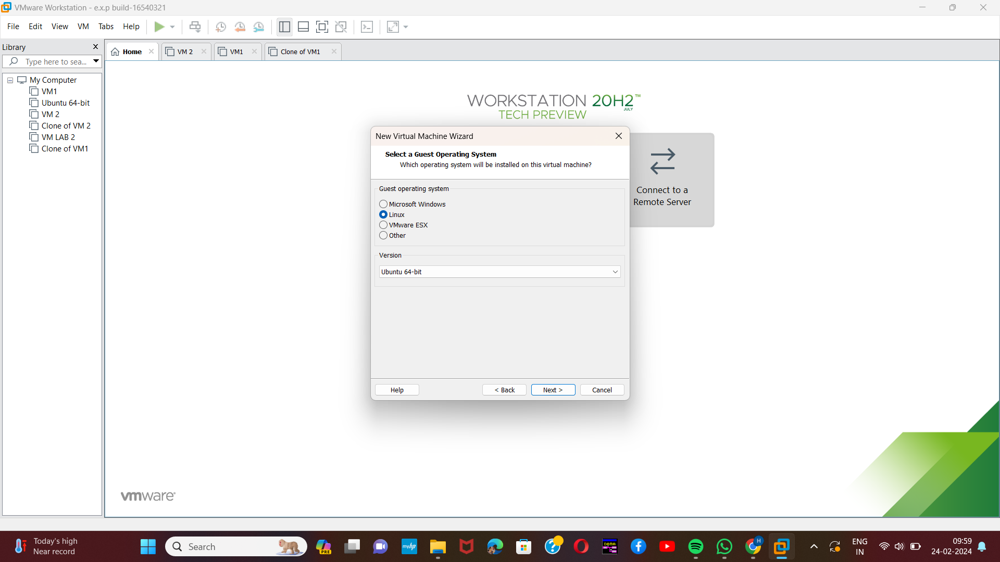 VMware Workstation - e.x.p build-16540321
File Edit View VM Tabs Help
Library
Type here to sea...
My Computer
VM1
Ubuntu 64-bit
VM 2
Clone of VM 2
VM LAB 2
Clone of VM1
Home VM 2 VM1 Clone of VM1
WORKSTATION 20H2™
JULY
TECH PREVIEW
New Virtual Machine Wizard
Select a Guest Operating System
Which operating system will be installed on this virtual machine?
Guest operating system
Microsoft Windows
Linux
VMware ESX
Other
Version
Ubuntu 64-bit
Help < Back Next > Cancel
Connect to a
Remote Server
vmware®
Today's high
Near record
Search
PRE
myhp
DATA
H
ENG
IN
09:59
24-02-2024